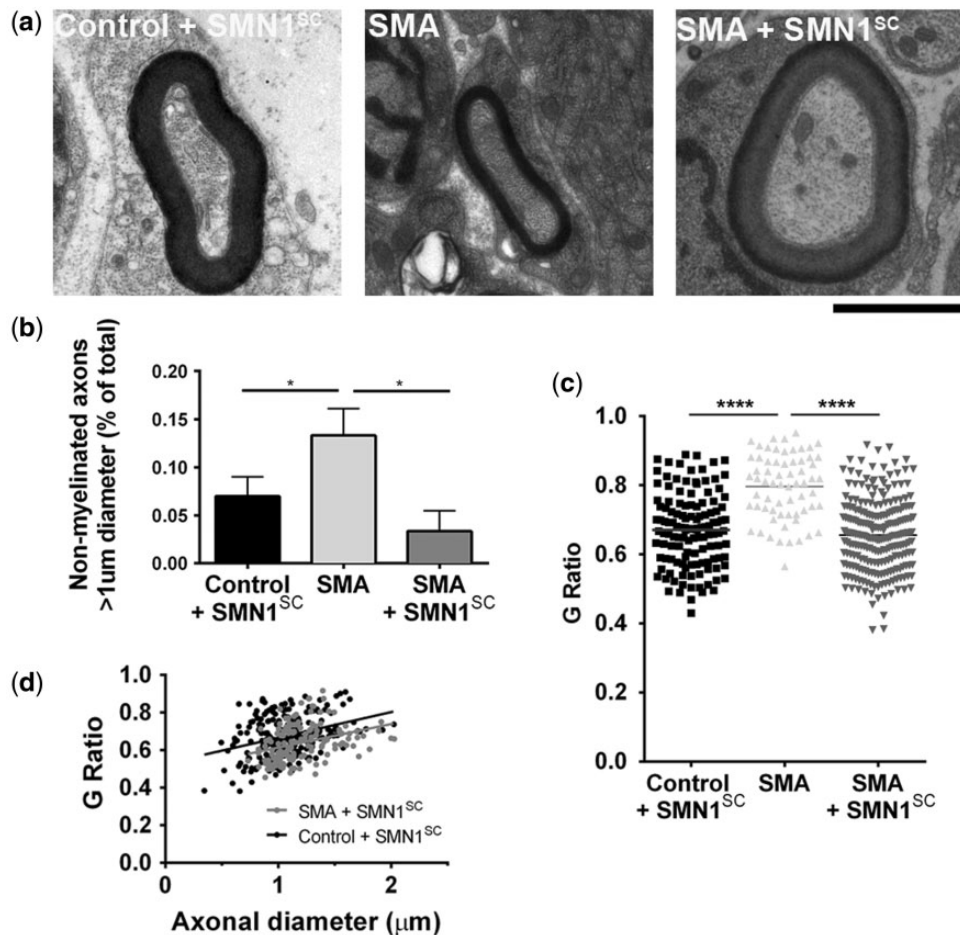 (a)
Control + SMN1SC
SMA
SMA + SMN1SC
(b)
Non-myelinated axons
>1um diameter (% of total)
0.20
0.15
0.10
0.05
0.00
*
*
Control
+ SMN1SC
SMA
SMA
+ SMN1SC
(c)
G Ratio
1.0
0.8
0.6
0.4
0.2
0.0
****
****
Control
+ SMN1SC
SMA
SMA
+ SMN1SC
(d)
G Ratio
1.0
0.8
0.6
0.4
0.2
0.0
SMA + SMN1SC
Control + SMN1SC
0
1
2
Axonal diameter (μm)